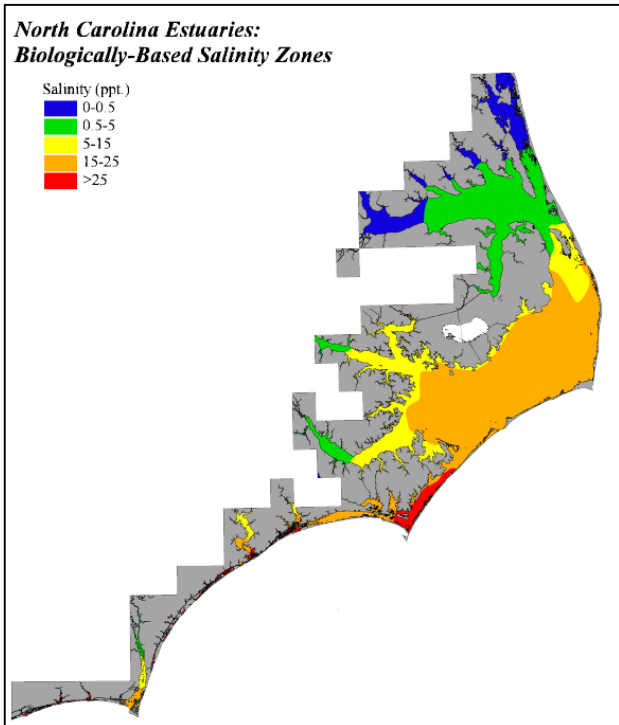 North Carolina Estuaries:
Biologically-Based Salinity Zones
Salinity (ppt.)
0-0.5
0.5-5
5-15
15-25
>25